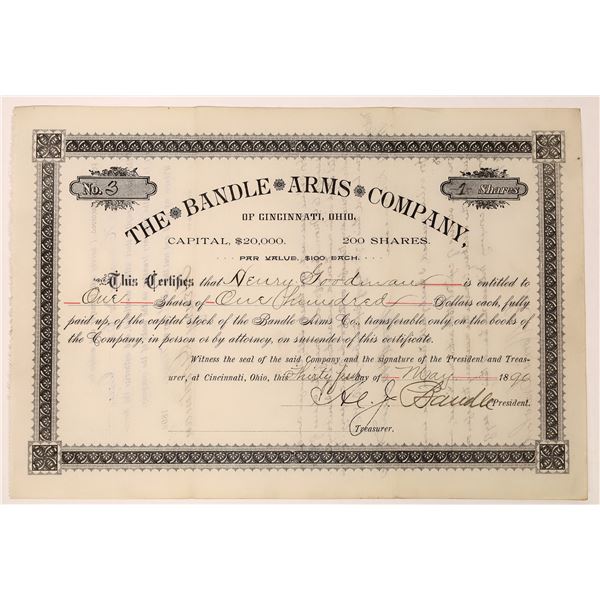 No. 3
1 Shares
THE BANDLE ARMS COMPANY,
OF CINCINNATI, OHIO,
CAPITAL, $20,000. 200 SHARES.
PAR VALUE, $100 EACH.
This Certifies that Henry Goodman is entitled to
One Shares of One Hundred Dollars each, fully
paid up, of the capital stock of the Bandle Arms Co., transferable only on the books of
the Company, in person or by attorney, on surrender of this certificate.
Witness the seal of the said Company and the signature of the President and Treas-
urer, at Cincinnati, Ohio, this Thirty first day of May 1890
Bandle President.
Treasurer.